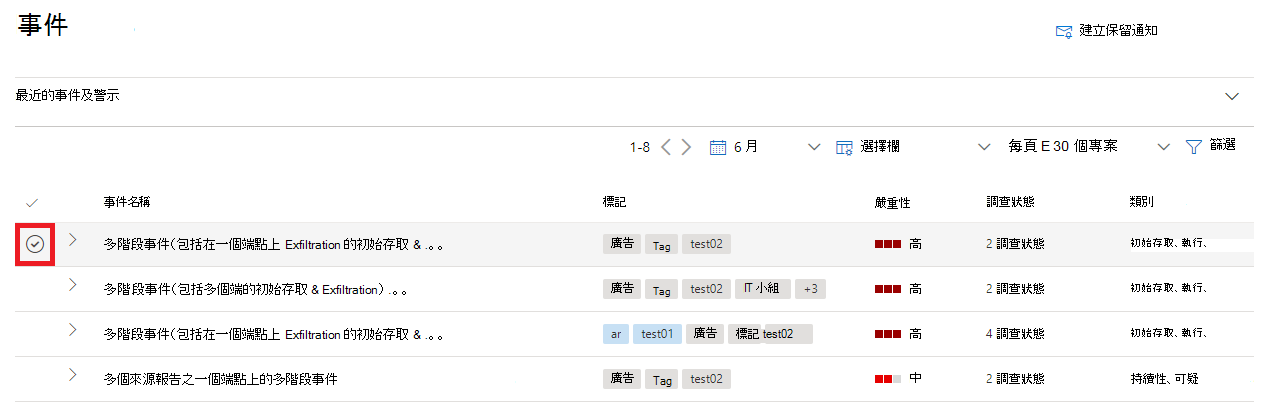 事件
建立保留通知
最近的事件及警示
1-8 6 月 選擇欄 每頁 E 30 個專案 篩選
事件名稱 標記 嚴重性 調查狀態 類別
多階段事件(包括在一個端點上 Exfiltration 的初始存取 & .。。 廣告 Tag test02 高 2 調查狀態 初始存取、執行、
多階段事件(包括多個端的初始存取 & Exfiltration) .。。 廣告 Tag test02 IT 小組 +3 高 2 調查狀態 初始存取、執行、
多階段事件(包括在一個端點上 Exfiltration 的初始存取 & .。。 ar test01 廣告 標記 test02 高 4 調查狀態 初始存取、執行、
多個來源報告之一個端點上的多階段事件 廣告 Tag test02 中 2 調查狀態 持續性、可疑